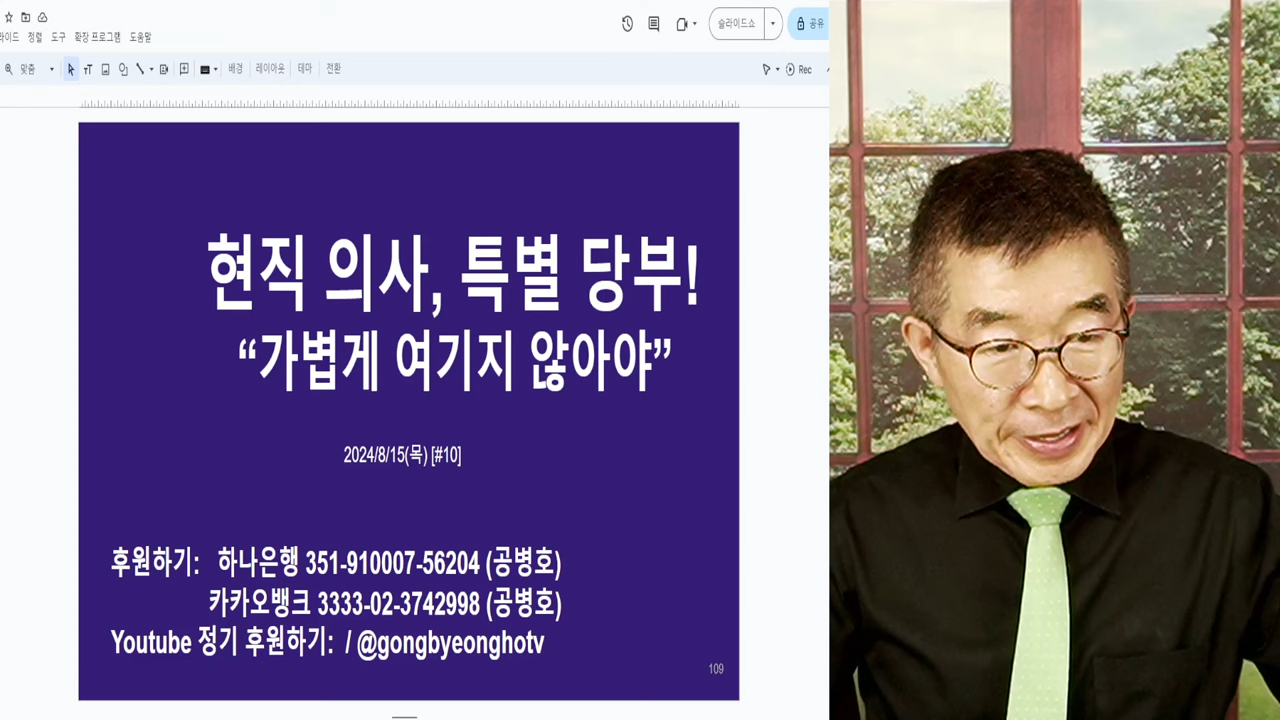 라이드 정렬 도구 확장 프로그램 도움말
슬라이드쇼
공유
맞춤
배경 레이아웃 테마 전환
Rec
현직 의사, 특별 당부!
“가볍게 여기지 않아야”
2024/8/15(목) [#10]
후원하기: 하나은행 351-910007-56204 (공병호)
카카오뱅크 3333-02-3742998 (공병호)
Youtube 정기 후원하기: / @gongbyeonghotv
109